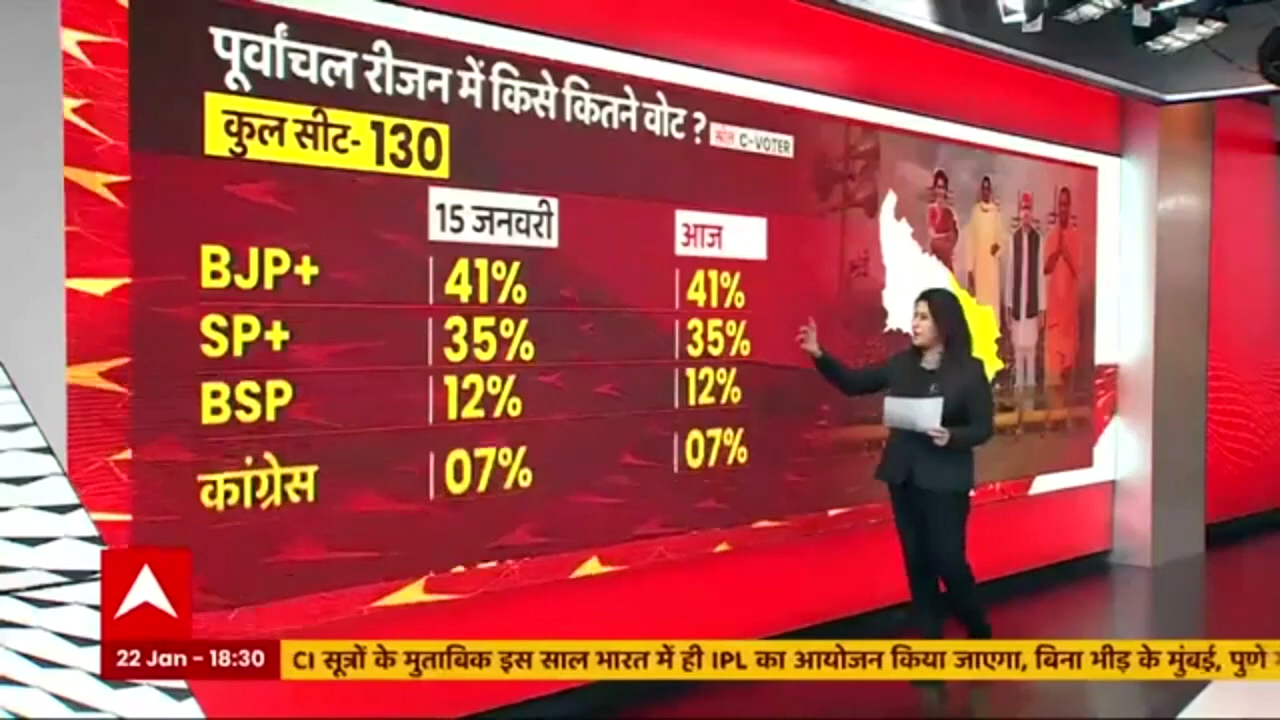 पूर्वांचल रीजन में किसे कितने वोट ?
C-VOTER
कुल सीट- 130
15 जनवरी आज
BJP+ 41% 41%
SP+ 35% 35%
BSP 12% 12%
कांग्रेस 07% 07%
22 Jan - 18:30
CI सूत्रों के मुताबिक इस साल भारत में ही IPL का आयोजन किया जाएगा, बिना भीड़ के मुंबई, पुणे